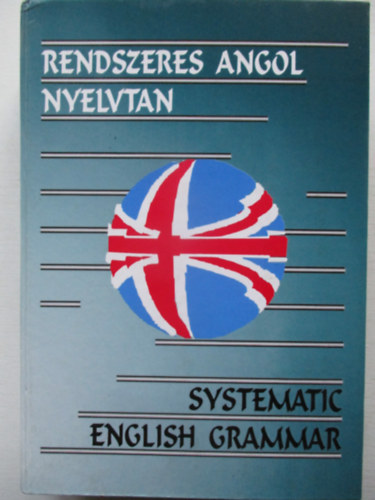 RENDSZERES ANGOL
NYELVTAN
SYSTEMATIC
ENGLISH GRAMMAR